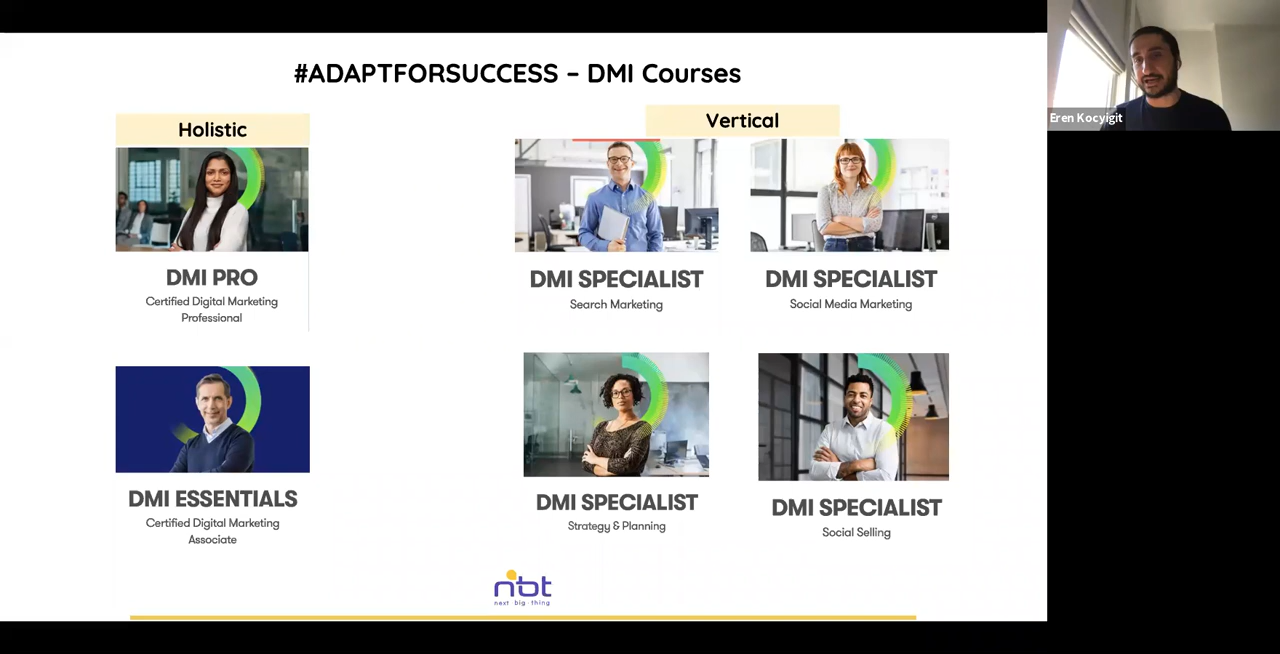 #ADAPTFORSUCCESS – DMI Courses
Eren Kocyigit
Holistic
DMI PRO
Certified Digital Marketing
Professional
DMI ESSENTIALS
Certified Digital Marketing
Associate
Vertical
DMI SPECIALIST
Search Marketing
DMI SPECIALIST
Social Media Marketing
DMI SPECIALIST
Strategy & Planning
DMI SPECIALIST
Social Selling
nbt
next big thing